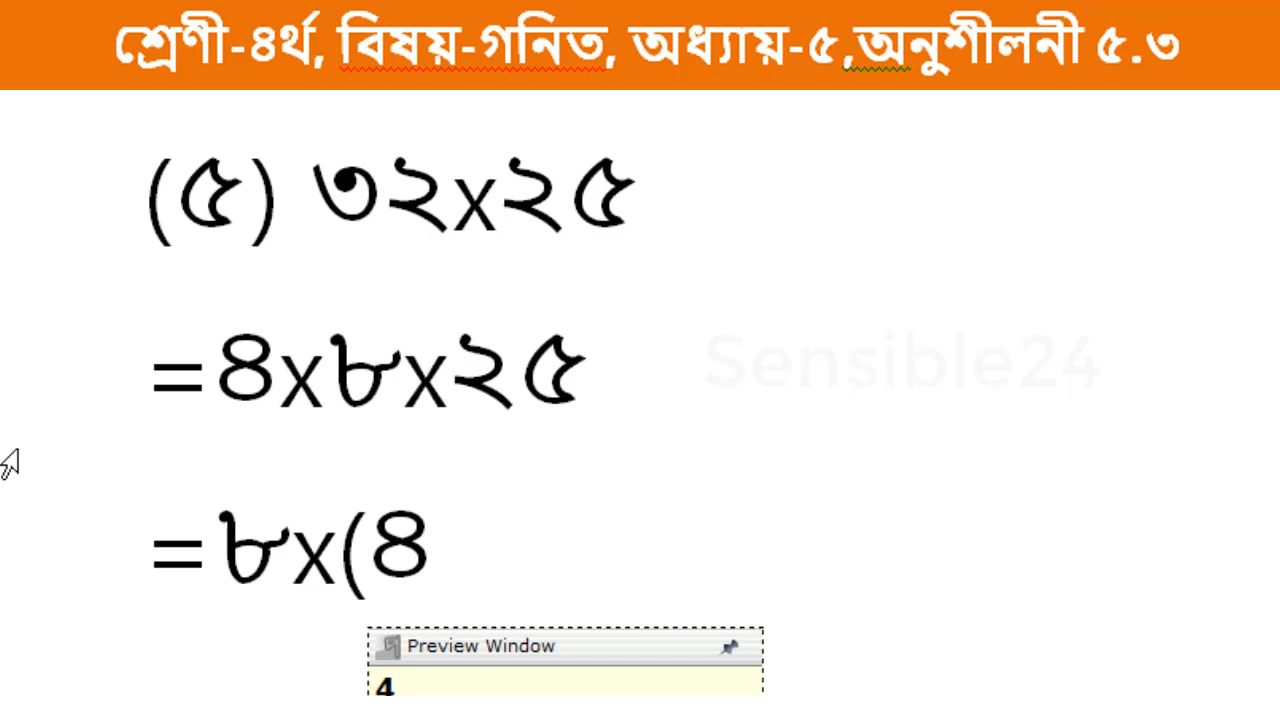 শ্রেণী-৪র্থ, বিষয়-গনিত, অধ্যায়-৫,অনুশীলনী ৫.৩
(৫) ৩২x২৫
=৪x৮x২৫
Sensible24
=৮x(৪
Preview Window
4